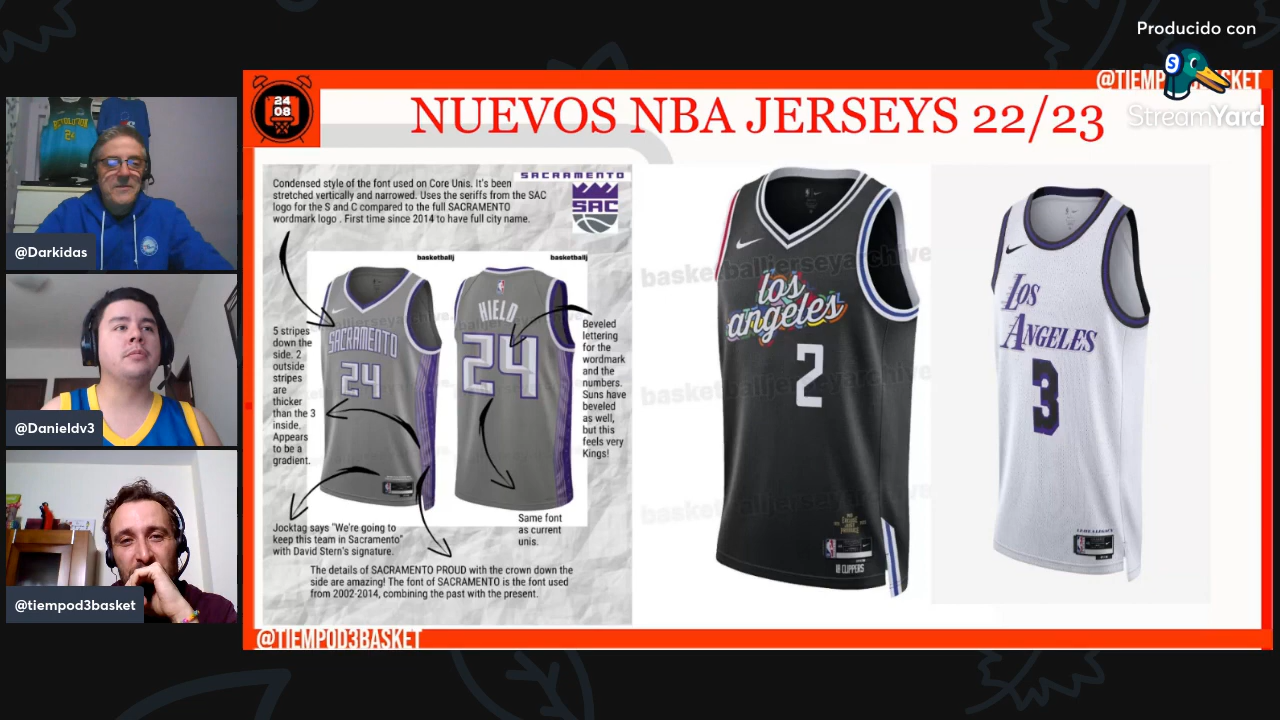 Producido con
StreamYard
@TIEMPOD3BASKET
24
08
NUEVOS NBA JERSEYS 22/23
@Darkidas
@Danieldv3
@tiempod3basket
SACRAMENTO
SAC
Condensed style of the font used on Core Unis. It's been
stretched vertically and narrowed. Uses the seriffs from the SAC
logo for the S and C compared to the full SACRAMENTO
wordmark logo . First time since 2014 to have full city name.
basketballj
basketballj
5 stripes
down the
side. 2
outside
stripes
are
thicker
than the 3
inside.
Appears
to be a
gradient.
SACRAMENTO
24
HIELD
24
Beveled
lettering
for the
wordmark
and the
numbers.
Suns have
beveled
as well,
but this
feels very
Kings!
Jocktag says "We're going to
keep this team in Sacramento"
with David Stern's signature.
Same font
as current
unis.
The details of SACRAMENTO PROUD with the crown down the
side are amazing! The font of SACRAMENTO is the font used
from 2002-2014, combining the past with the present.
basketballjerseyarchive
los
angeles
2
basketballjerseyarchive
basketballjerseyarchive
CLIPPERS
Los
Angeles
3
@TIEMPOD3BASKET